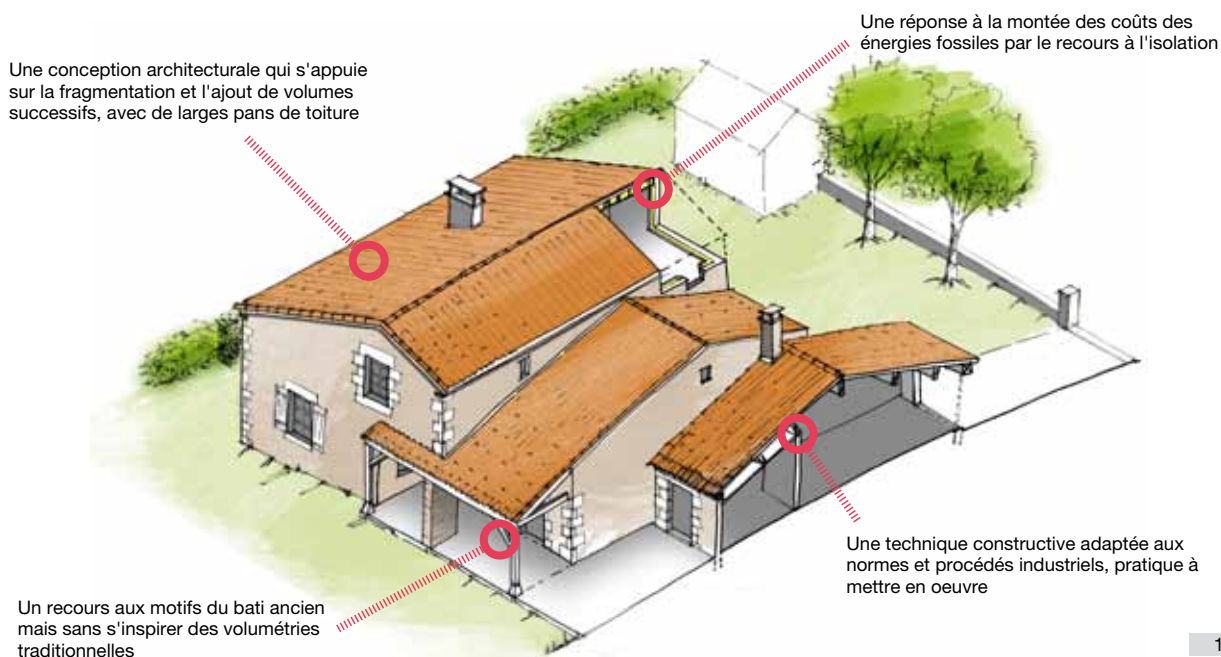 Une réponse à la montée des coûts des
énergies fossiles par le recours à l'isolation
Une conception architecturale qui s'appuie
sur la fragmentation et l'ajout de volumes
successifs, avec de larges pans de toiture
Une technique constructive adaptée aux
normes et procédés industriels, pratique à
mettre en oeuvre
Un recours aux motifs du bati ancien
mais sans s'inspirer des volumétries
traditionnelles
1